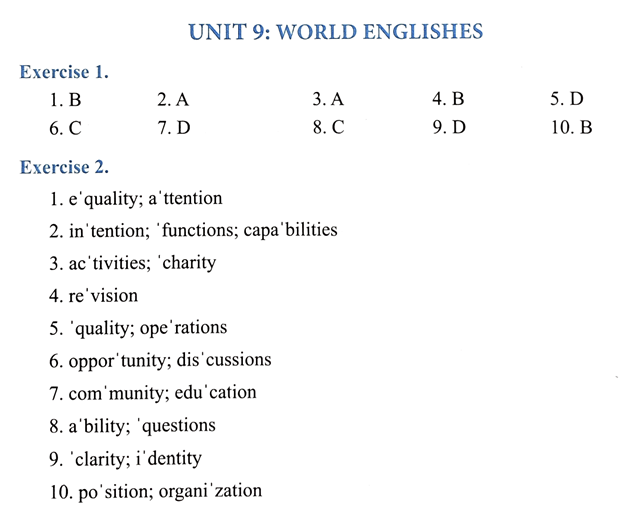 UNIT 9: WORLD ENGLISHES
Exercise 1.
1. B 2. A 3. A 4. B 5. D
6. C 7. D 8. C 9. D 10. B
Exercise 2.
1. eˈquality; aˈttention
2. inˈtention; ˈfunctions; capaˈbilities
3. acˈtivities; ˈcharity
4. reˈvision
5. ˈquality; opeˈrations
6. opporˈtunity; disˈcussions
7. comˈmunity; eduˈcation
8. aˈbility; ˈquestions
9. ˈclarity; iˈdentity
10. poˈsition; organiˈzation